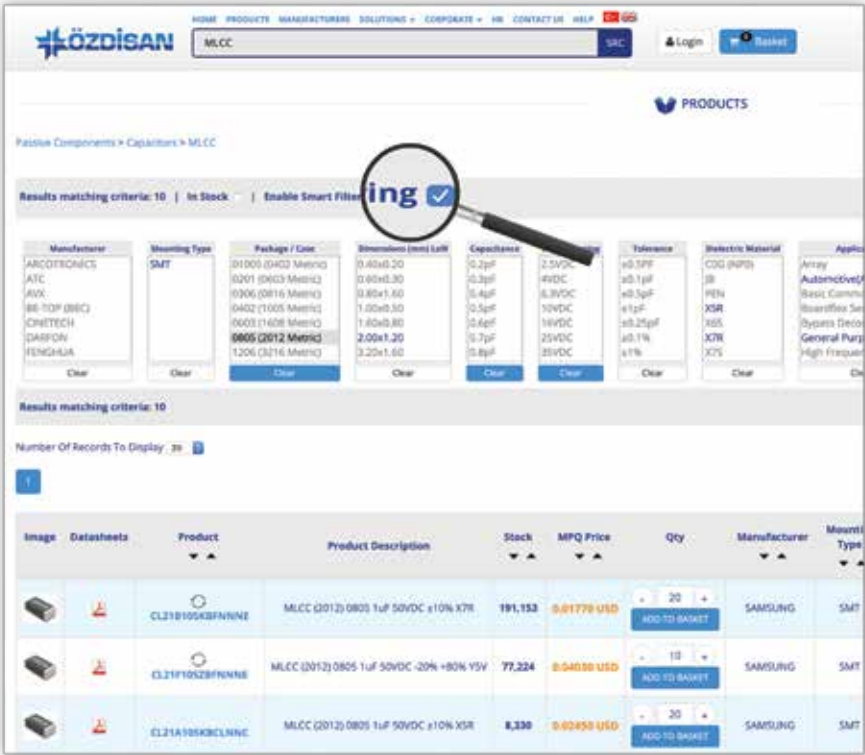 HOME PRODUCTS MANUFACTURERS SOLUTIONS CORPORATE HR CONTACT US HELP
ÖZDİSAN
MLCC
SRC
Login
0
Basket
PRODUCTS
Passive Components > Capacitors > MLCC
Results matching criteria: 10 | In Stock | Enable Smart Filter
ing
Manufacturer Mounting Type Package / Case Dimensions (mm) LxW Capacitance Tolerance Dielectric Material
ARCOTRONICS SMT 01005 (0402 Metric) 0.40x0.20 0.2pF 2.5VDC ±0.5PF C0G (NP0) Array
ATC 0201 (0603 Metric) 0.60x0.30 0.3pF 4VDC ±0.1pF JB
AVX 0306 (0816 Metric) 0.80x1.60 0.4pF 6.3VDC ±0.5pF PEN
BE-TOP (BEC) 0402 (1005 Metric) 1.00x0.50 0.5pF 10VDC ±1pF X5R
CINETECH 0603 (1608 Metric) 1.60x0.80 0.6pF 16VDC ±0.25pF X6S
DARFON 0805 (2012 Metric) 2.00x1.20 0.7pF 25VDC ±0.1% X7R General Purp
FENGHUA 1206 (3216 Metric) 3.20x1.60 0.8pF 35VDC ±1% X7S
Clear Clear Clear Clear Clear Clear Clear Clear
Results matching criteria: 10
Number Of Records To Display 20
1
Image Datasheets Product Product Description Stock MPQ Price Qty Manufacturer Mounti
Type
MLCC (2012) 0805 1uF 50VDC ±10% X7R 191,153 0.01770 USD - 20 + SAMSUNG SMT
CL21B105KBFNNNE ADD TO BASKET
MLCC (2012) 0805 1uF 50VDC -20% +80% Y5V 77,224 0.04030 USD - 10 + SAMSUNG SMT
CL21F105ZBFNNNE ADD TO BASKET
MLCC (2012) 0805 1uF 50VDC ±10% X5R 8,330 0.02450 USD - 20 + SAMSUNG SMT
CL21A105KBCLNNC ADD TO BASKET